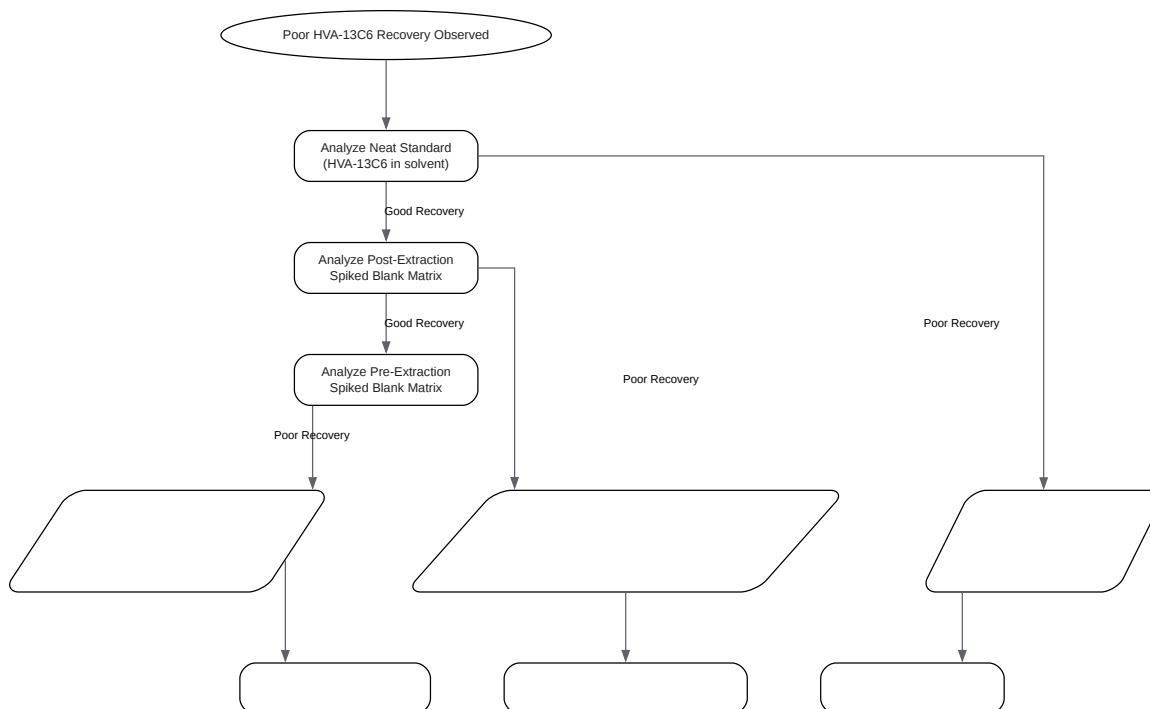 Poor HVA-13C6 Recovery Observed
Analyze Neat Standard
(HVA-13C6 in solvent)
Good Recovery
Analyze Post-Extraction
Spiked Blank Matrix
Good Recovery
Poor Recovery
Analyze Pre-Extraction
Spiked Blank Matrix
Poor Recovery
Poor Recovery